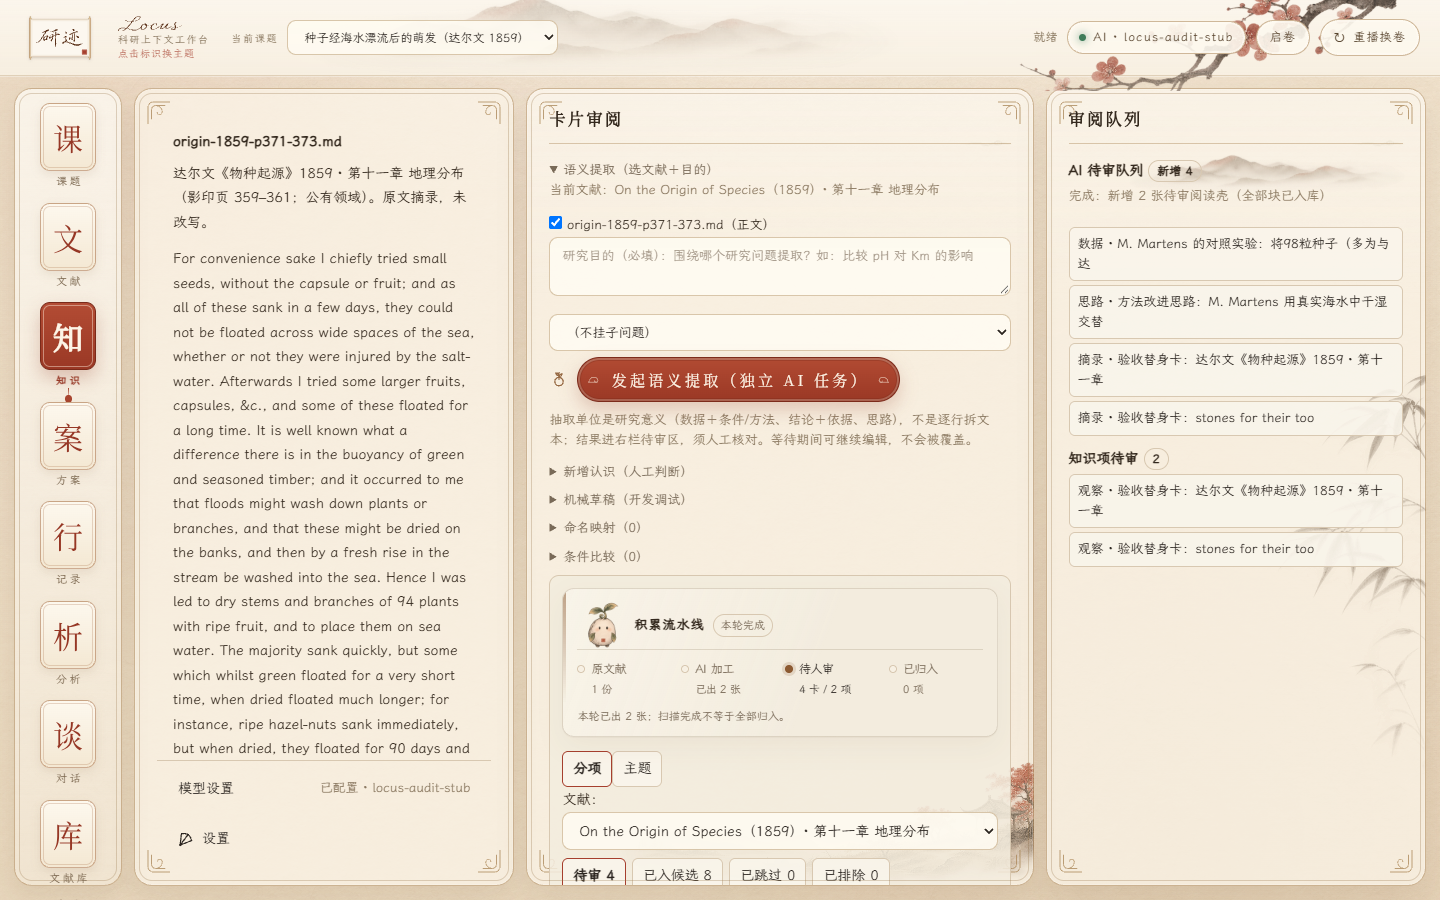 研迹
Locus
科研上下文工作台
点击标识换主题
当前课题
种子经海水漂流后的萌发（达尔文 1859）
就绪
AI · locus-audit-stub
启卷
↻ 重播换卷
课
课题
文
文献
知
知识
案
方案
行
记录
析
分析
谈
对话
库
文献库
origin-1859-p371-373.md
达尔文《物种起源》1859 · 第十一章 地理分布
（影印页 359–361；公有领域）。原文摘录，未
改写。
For convenience sake I chiefly tried small
seeds, without the capsule or fruit; and as
all of these sank in a few days, they could
not be floated across wide spaces of the sea,
whether or not they were injured by the salt-
water. Afterwards I tried some larger fruits,
capsules, &c., and some of these floated for
a long time. It is well known what a
difference there is in the buoyancy of green
and seasoned timber; and it occurred to me
that floods might wash down plants or
branches, and that these might be dried on
the banks, and then by a fresh rise in the
stream be washed into the sea. Hence I was
led to dry stems and branches of 94 plants
with ripe fruit, and to place them on sea
water. The majority sank quickly, but some
which whilst green floated for a very short
time, when dried floated much longer; for
instance, ripe hazel-nuts sank immediately,
but when dried, they floated for 90 days and
模型设置
已配置 · locus-audit-stub
设置
卡片审阅
▼ 语义提取（选文献＋目的）
当前文献：On the Origin of Species（1859）· 第十一章 地理分布
origin-1859-p371-373.md（正文）
研究目的（必填）：围绕哪个研究问题提取？如：比较 pH 对 Km 的影响
（不挂子问题）
发起语义提取（独立 AI 任务）
抽取单位是研究意义（数据＋条件/方法、结论＋依据、思路），不是逐行拆文
本；结果进右栏待审区，须人工核对。等待期间可继续编辑，不会被覆盖。
▶ 新增认识（人工判断）
▶ 机械草稿（开发调试）
▶ 命名映射（0）
▶ 条件比较（0）
积累流水线
本轮完成
原文献
1 份
AI 加工
已出 2 张
待人审
4 卡 / 2 项
已归入
0 项
本轮已出 2 张；扫描完成不等于全部归入。
分项
主题
文献：
On the Origin of Species（1859）· 第十一章 地理分布
待审 4
已入候选 8
已跳过 0
已排除 0
审阅队列
AI 待审队列
新增 4
完成：新增 2 张待审阅读壳（全部块已入库）
数据 · M. Martens 的对照实验：将98粒种子（多为与
达
思路 · 方法改进思路：M. Martens 用真实海水中干湿
交替
摘录 · 验收替身卡：达尔文《物种起源》1859 · 第十
一章
摘录 · 验收替身卡：stones for their too
知识项待审
2
观察 · 验收替身卡：达尔文《物种起源》1859 · 第十
一章
观察 · 验收替身卡：stones for their too